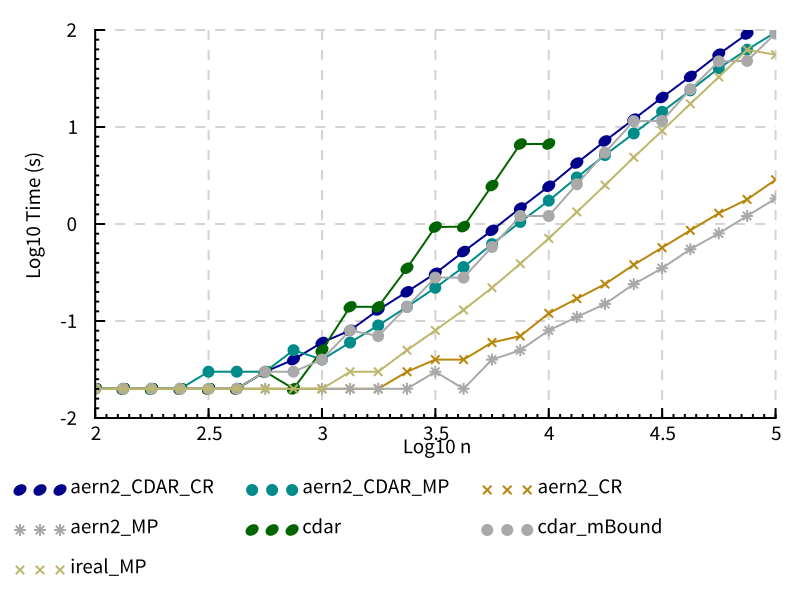 2
1
0
-1
-2
Log10 Time (s)
2 2.5 3 3.5 4 4.5 5
Log10 n
aern2_CDAR_CR aern2_CDAR_MP aern2_CR
aern2_MP cdar cdar_mBound
ireal_MP